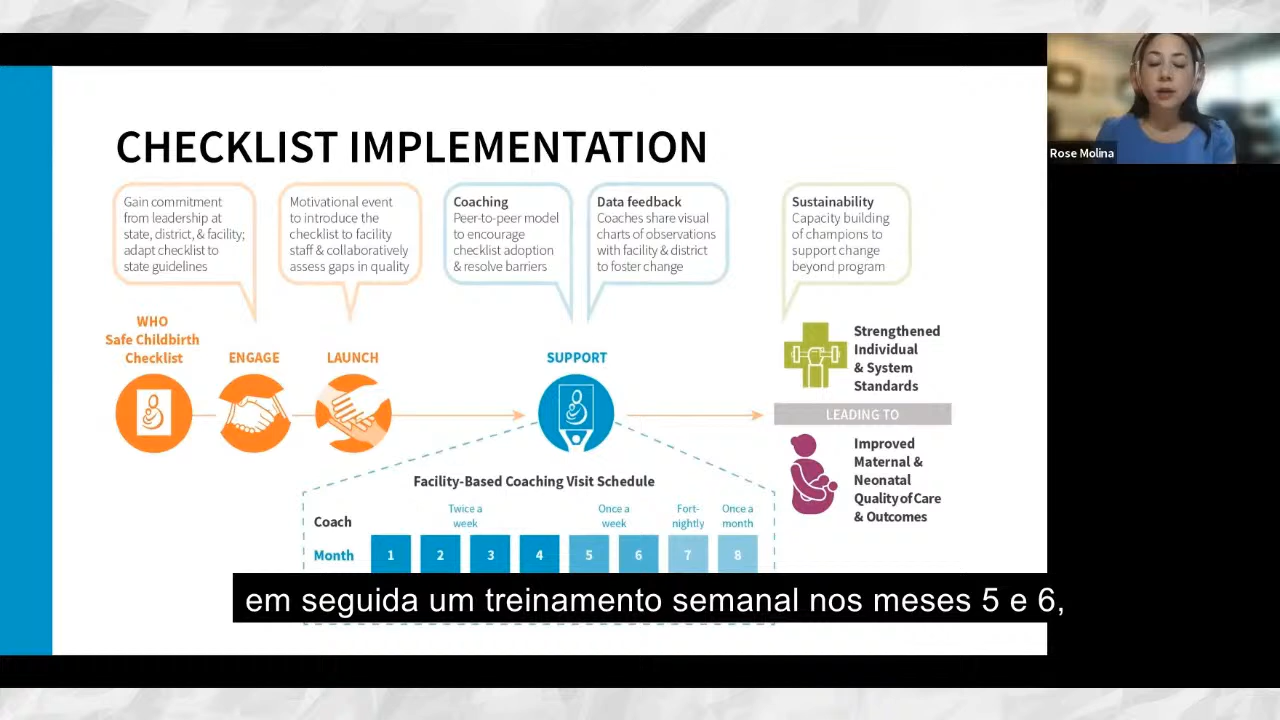 CHECKLIST IMPLEMENTATION
Gain commitment
from leadership at
state, district, & facility;
adapt checklist to
state guidelines
Motivational event
to introduce the
checklist to facility
staff & collaboratively
assess gaps in quality
Coaching
Peer-to-peer model
to encourage
checklist adoption
& resolve barriers
Data feedback
Coaches share visual
charts of observations
with facility & district
to foster change
Sustainability
Capacity building
of champions to
support change
beyond program
Rose Molina
WHO
Safe Childbirth
Checklist
ENGAGE
LAUNCH
SUPPORT
Strengthened
Individual
& System
Standards
LEADING TO
Improved
Maternal &
Neonatal
Quality of Care
& Outcomes
Facility-Based Coaching Visit Schedule
Coach
Twice a
week
Once a
week
Fort-
nightly
Once a
month
Month 1 2 3 4 5 6 7 8
em seguida um treinamento semanal nos meses 5 e 6,